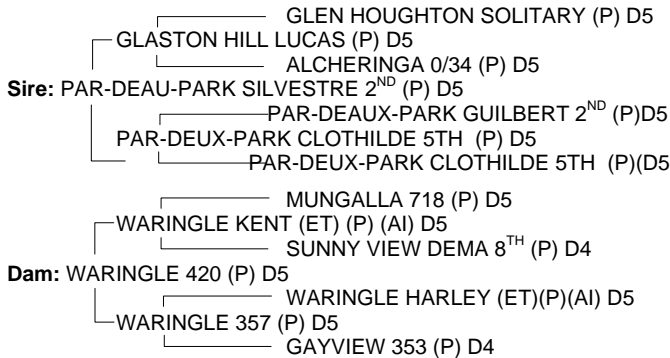 GLEN HOUGHTON SOLITARY (P) D5
GLASTON HILL LUCAS (P) D5
ALCHERINGA 0/34 (P) D5
Sire: PAR-DEAU-PARK SILVESTRE 2ND (P) D5
PAR-DEAUX-PARK GUILBERT 2ND (P)D5
PAR-DEUX-PARK CLOTHILDE 5TH (P) D5
PAR-DEUX-PARK CLOTHILDE 5TH (P)(D5
MUNGALLA 718 (P) D5
WARINGLE KENT (ET) (P) (AI) D5
SUNNY VIEW DEMA 8TH (P) D4
Dam: WARINGLE 420 (P) D5
WARINGLE HARLEY (ET)(P)(AI) D5
WARINGLE 357 (P) D5
GAYVIEW 353 (P) D4